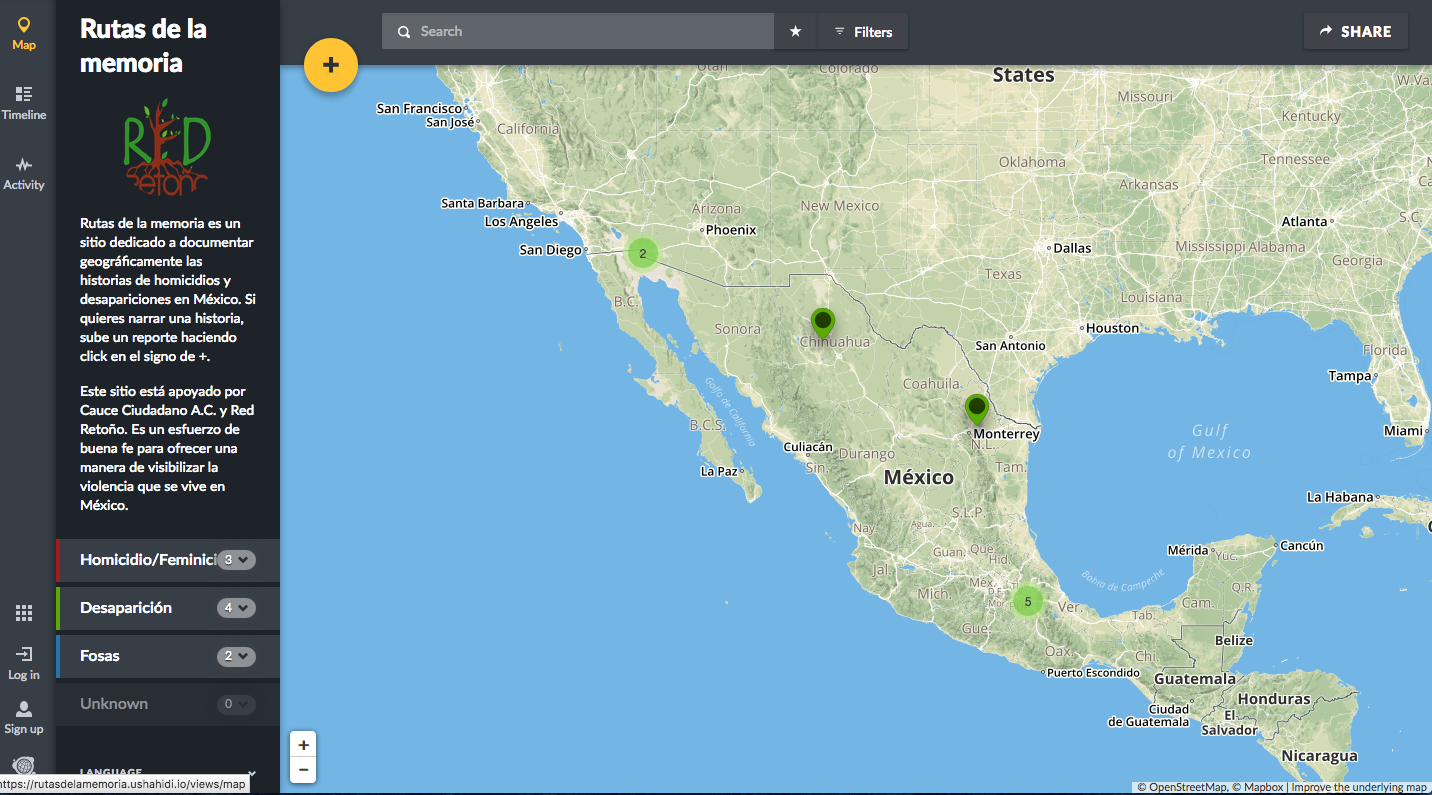 Map
Timeline
Activity
Log in
Sign up
Rutas de la
memoria
RED
retoño
Rutas de la memoria es un
sitio dedicado a documentar
geográficamente las
historias de homicidios y
desapariciones en México. Si
quieres narrar una historia,
sube un reporte haciendo
click en el signo de +.
Este sitio está apoyado por
Cauce Ciudadano A.C. y Red
Retoño. Es un esfuerzo de
buena fe para ofrecer una
manera de visibilizar la
violencia que se vive en
México.
Homicidio/Feminici 3
Desaparición 4
Fosas 2
Unknown 0
LANGUAGE
https://rutasdelamemoria.ushahidi.io/views/map
+
Search
Filters
SHARE
Utah
Colorado
States
W.Va.
Missouri
San Francisco
San José
California
Kentucky
Oklahoma
Tennessee
Arkansas
Santa Barbara
Los Angeles
Arizona
Phoenix
New Mexico
Atlanta
S.C.
San Diego
2
Dallas
Mississippi
Alabama
Georgia
Texas
B.C.
Louisiana
Sonora
Chihuahua
Houston
San Antonio
Florida
Tampa
Coahuila
Golfo de California
B.C.S.
Monterrey
N.L.
Gulf
of Mexico
Miami
Culiacán
Sin.
Durango
Tam.
La Paz
México
La Habana
S.L.P.
Nay.
Agua.
Guan.
Que.
Hid.
Mérida
Yuc.
Cancún
Jal.
Mich.
Mex.
D.F.
Mor.
5
Ver.
Bahía de Campeche
Q.R.
Cam.
Tab.
Gue.
Oax.
Chi.
Belize
Puerto Escondido
Guatemala
Ciudad
de Guatemala
Honduras
El
Salvador
Nicaragua
+
−
© OpenStreetMap, © Mapbox | Improve the underlying map